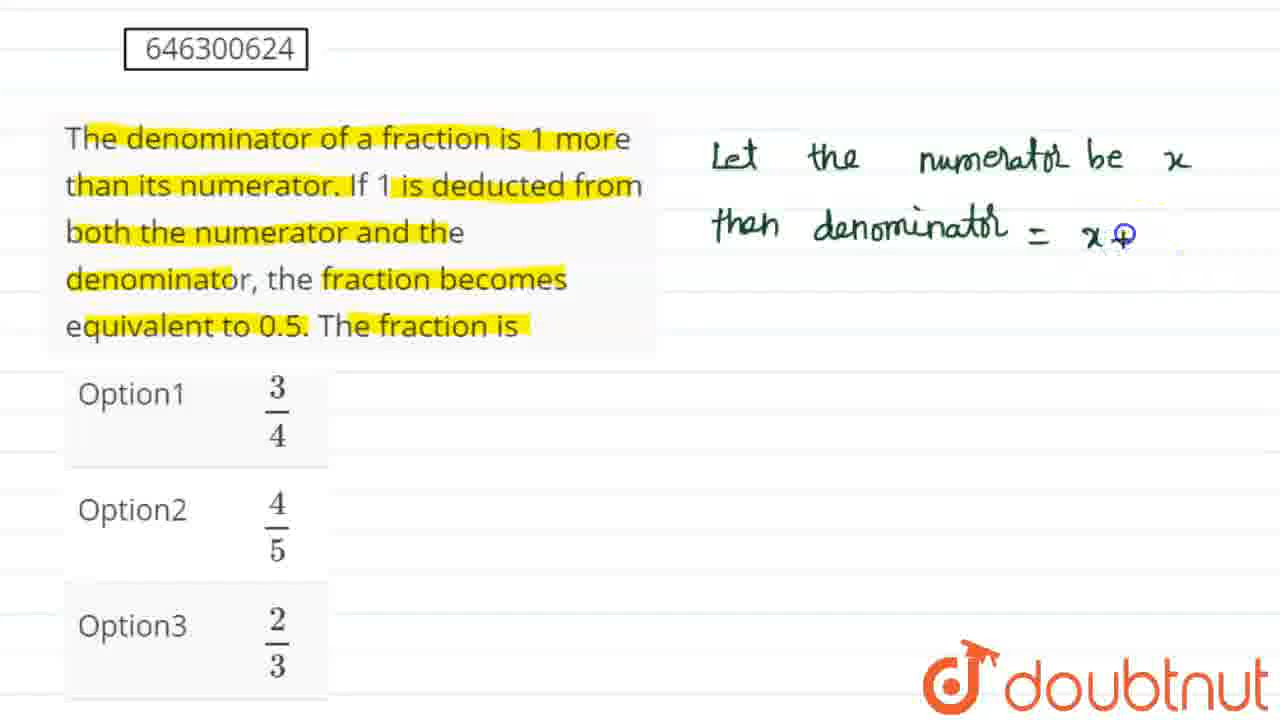 646300624
The denominator of a fraction is 1 more
than its numerator. If 1 is deducted from
both the numerator and the
denominator, the fraction becomes
equivalent to 0.5. The fraction is
Let the numerator be x
then denominator = x+
Option1 3/4
Option2 4/5
Option3 2/3
doubtnut